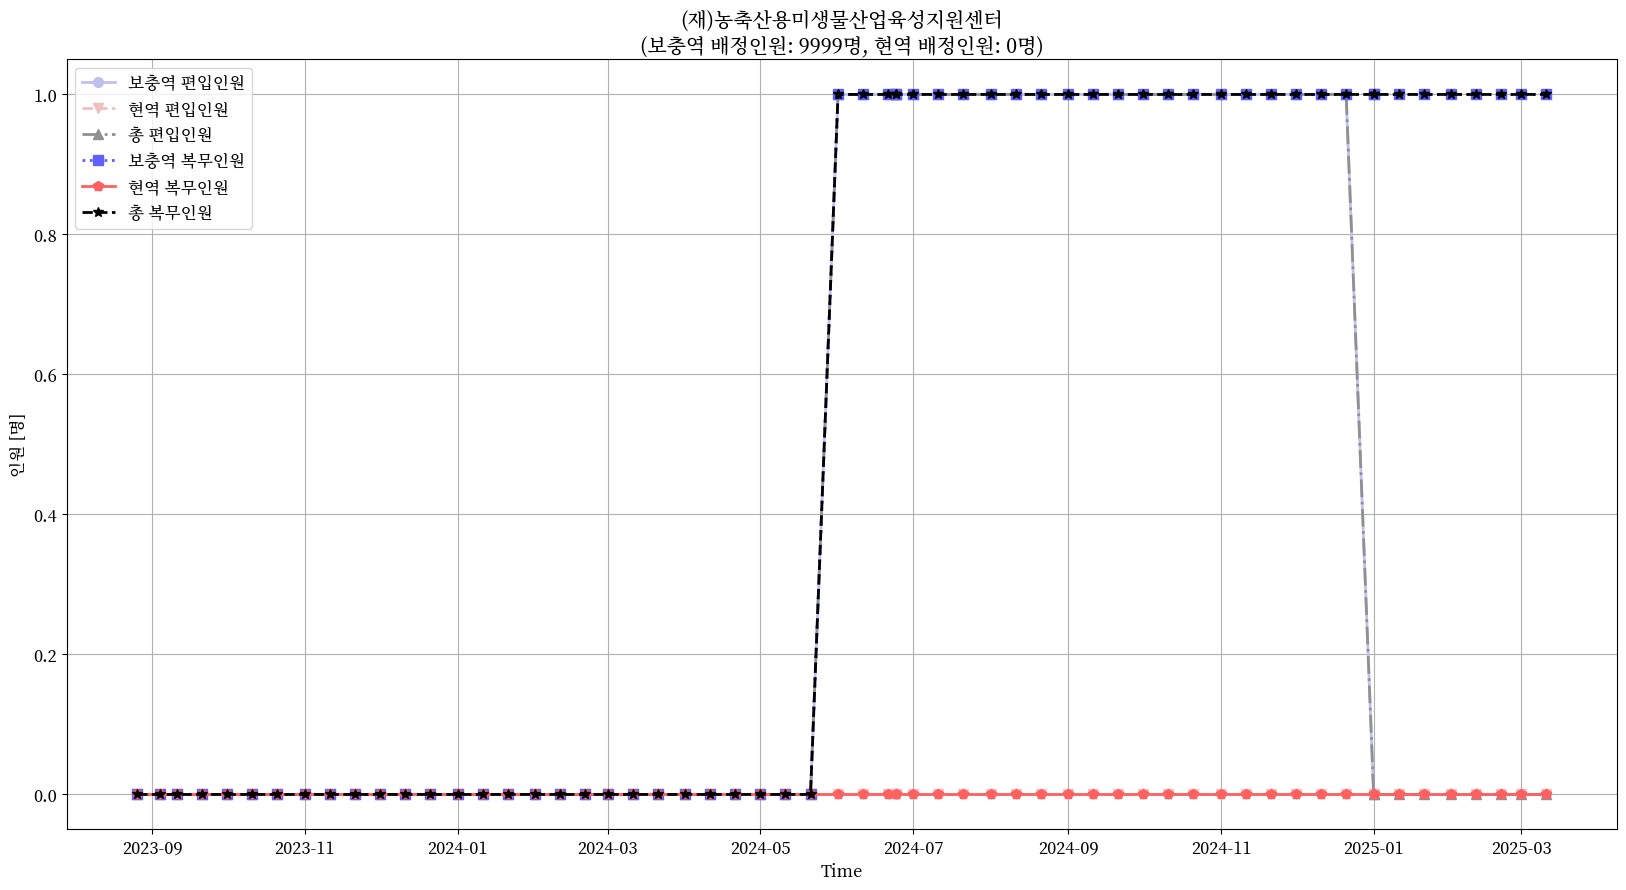 (재)농축산용미생물산업육성지원센터
(보충역 배정인원: 9999명, 현역 배정인원: 0명)
보충역 편입인원
현역 편입인원
총 편입인원
보충역 복무인원
현역 복무인원
총 복무인원
인원 [명]
1.0
0.8
0.6
0.4
0.2
0.0
2023-09 2023-11 2024-01 2024-03 2024-05 2024-07 2024-09 2024-11 2025-01 2025-03
Time